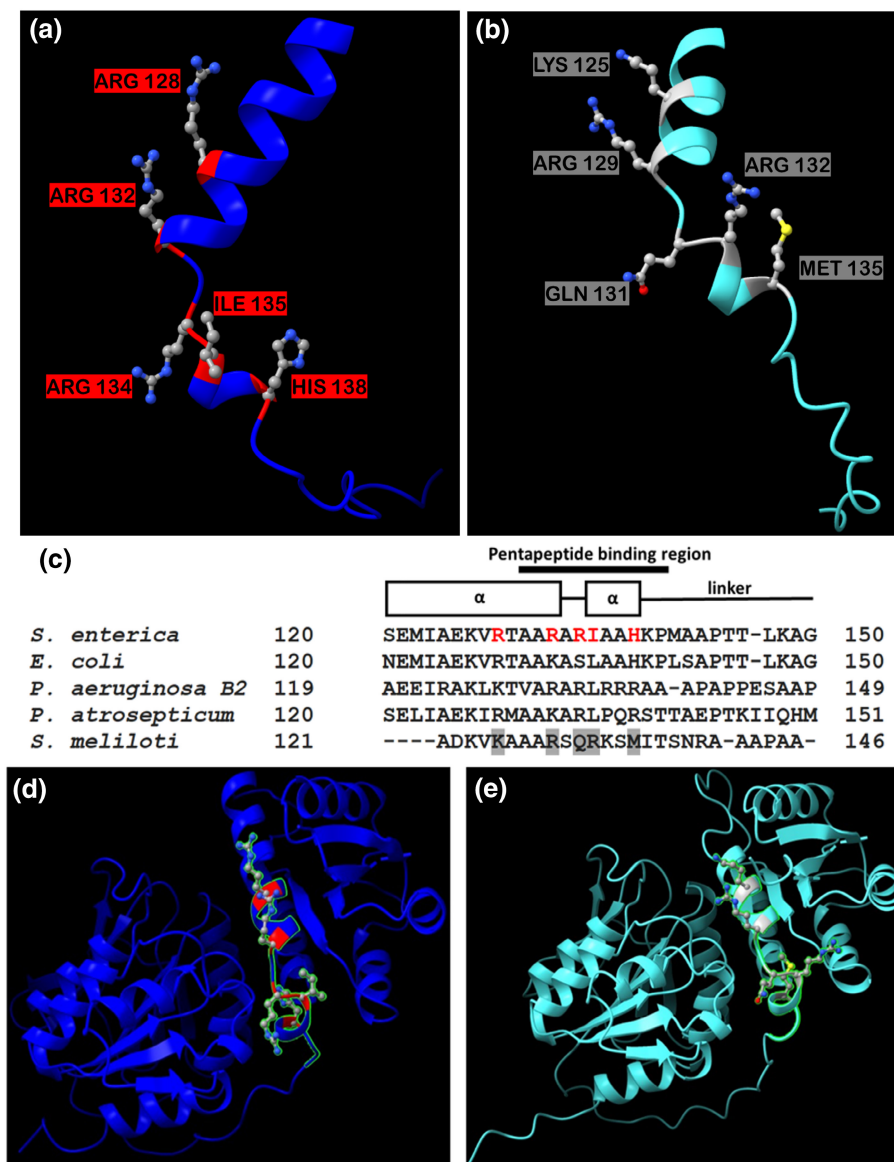 (a)
ARG 128
ARG 132
ILE 135
ARG 134
HIS 138
(b)
LYS 125
ARG 129
ARG 132
GLN 131
MET 135
(c)
Pentapeptide binding region
α α linker
S. enterica 120 SEMIAEKVRTAARARIAAHKPMAAPTT-LKAG 150
E. coli 120 NEMIAEKVRTAAKASLAAHKPLSAPTT-LKAG 150
P. aeruginosa B2 119 AEEIRAKLKTVARARLRRRAA-APAPPESAAP 149
P. atrosepticum 120 SELIAEKIRMAAKARLPQRSTTAEPTKIIQHM 151
S. meliloti 121 ----ADKVKAAARSQRKSMITSNRA-AAPAA- 146
(d)
(e)